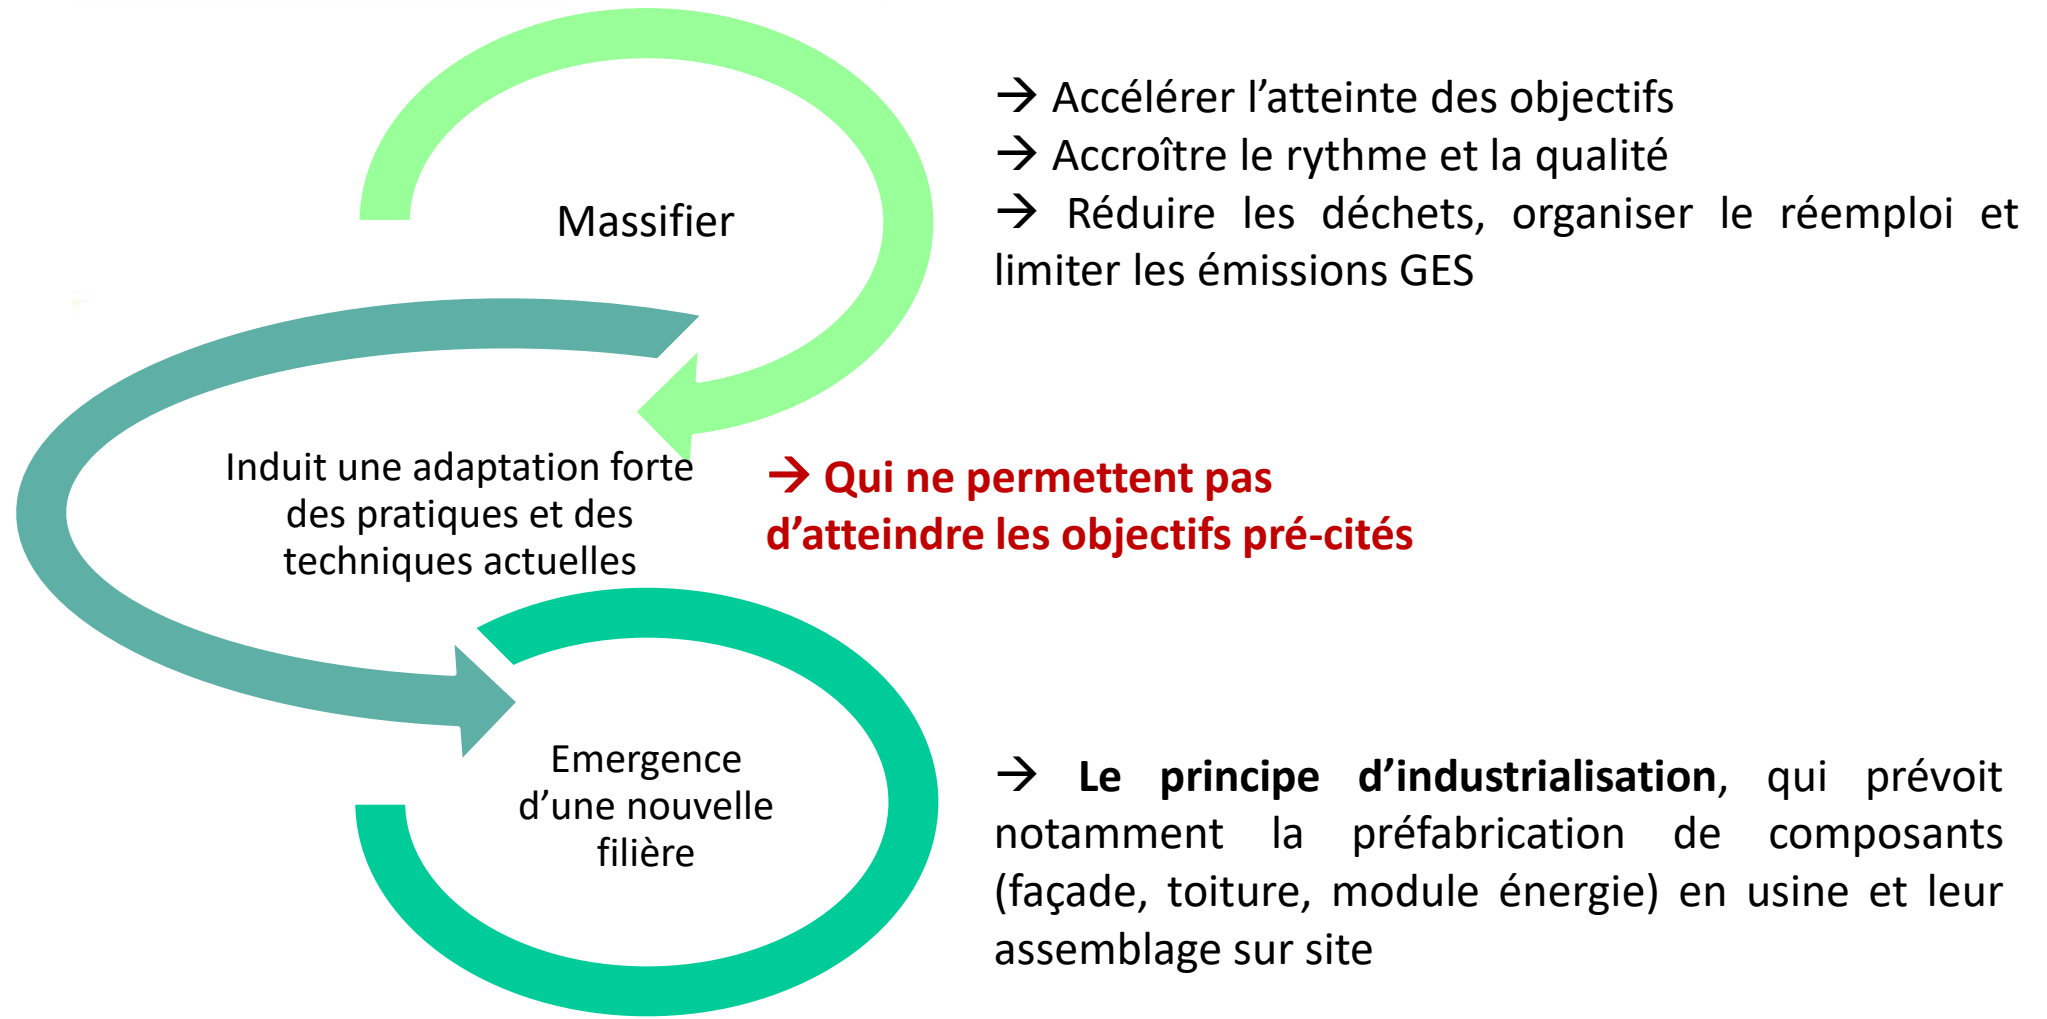 Massifier
→ Accélérer l’atteinte des objectifs
→ Accroître le rythme et la qualité
→ Réduire les déchets, organiser le réemploi et
limiter les émissions GES
Induit une adaptation forte
des pratiques et des
techniques actuelles
→ Qui ne permettent pas
d’atteindre les objectifs pré-cités
Emergence
d’une nouvelle
filière
→ Le principe d’industrialisation, qui prévoit
notamment la préfabrication de composants
(façade, toiture, module énergie) en usine et leur
assemblage sur site